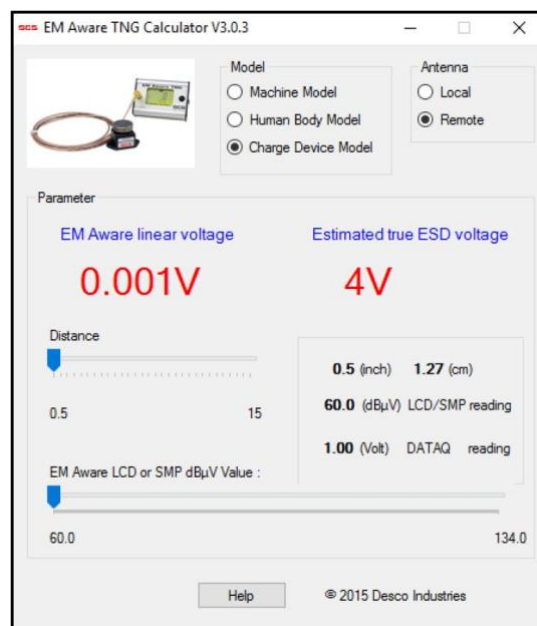 SCS EM Aware TNG Calculator V3.0.3
Model
Machine Model
Human Body Model
Charge Device Model
Antenna
Local
Remote
Parameter
EM Aware linear voltage
0.001V
Estimated true ESD voltage
4V
Distance
0.5
15
0.5 (inch) 1.27 (cm)
60.0 (dBµV) LCD/SMP reading
1.00 (Volt) DATAQ reading
EM Aware LCD or SMP dBµV Value :
60.0
134.0
Help
© 2015 Desco Industries